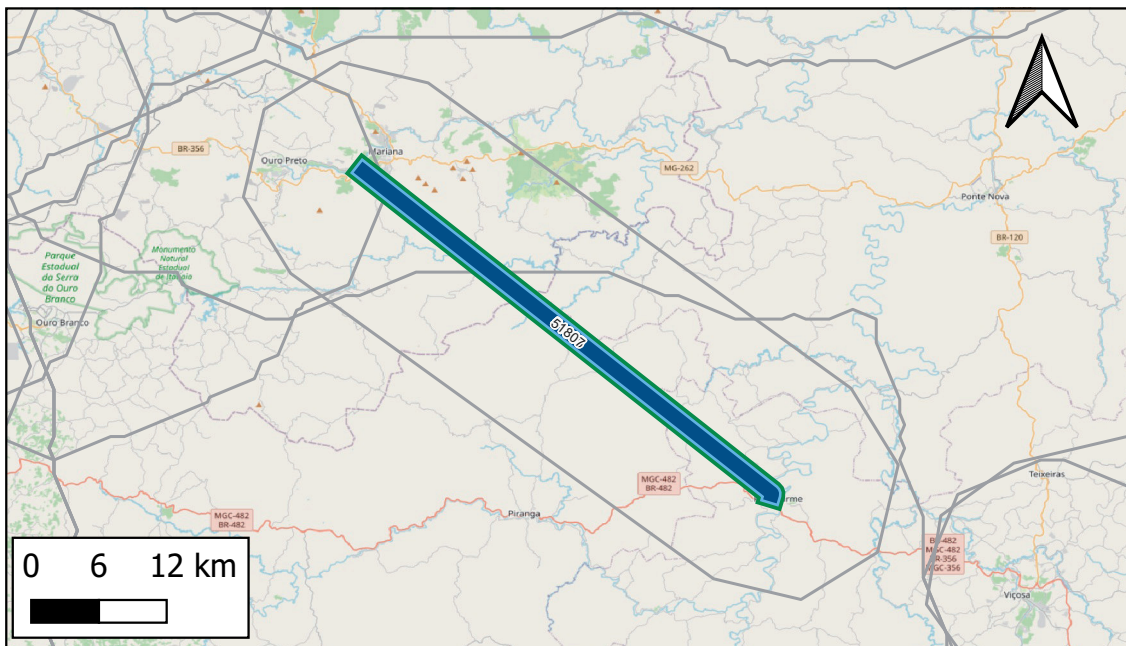 BR-356
Ouro Preto
Mariana
MG-262
Ponte Nova
BR-120
Parque
Estadual
da Serra
do Ouro
Branco
Monumento
Natural
Estadual
de Itatiaia
Ouro Branco
51807
MGC-482
BR-482
Teixeiras
MGC-482
BR-482
Piranga
BR-482
MGC-482
BR-356
MGC-356
Viçosa
0 6 12 km